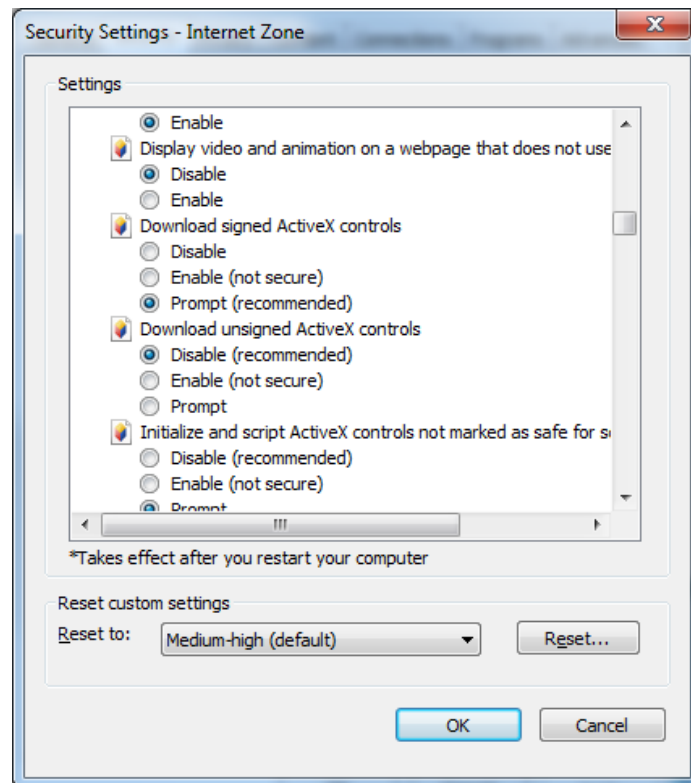 Security Settings - Internet Zone
Settings
Enable
Display video and animation on a webpage that does not use
Disable
Enable
Download signed ActiveX controls
Disable
Enable (not secure)
Prompt (recommended)
Download unsigned ActiveX controls
Disable (recommended)
Enable (not secure)
Prompt
Initialize and script ActiveX controls not marked as safe for s
Disable (recommended)
Enable (not secure)
Prompt
*Takes effect after you restart your computer
Reset custom settings
Reset to:
Medium-high (default)
Reset...
OK
Cancel